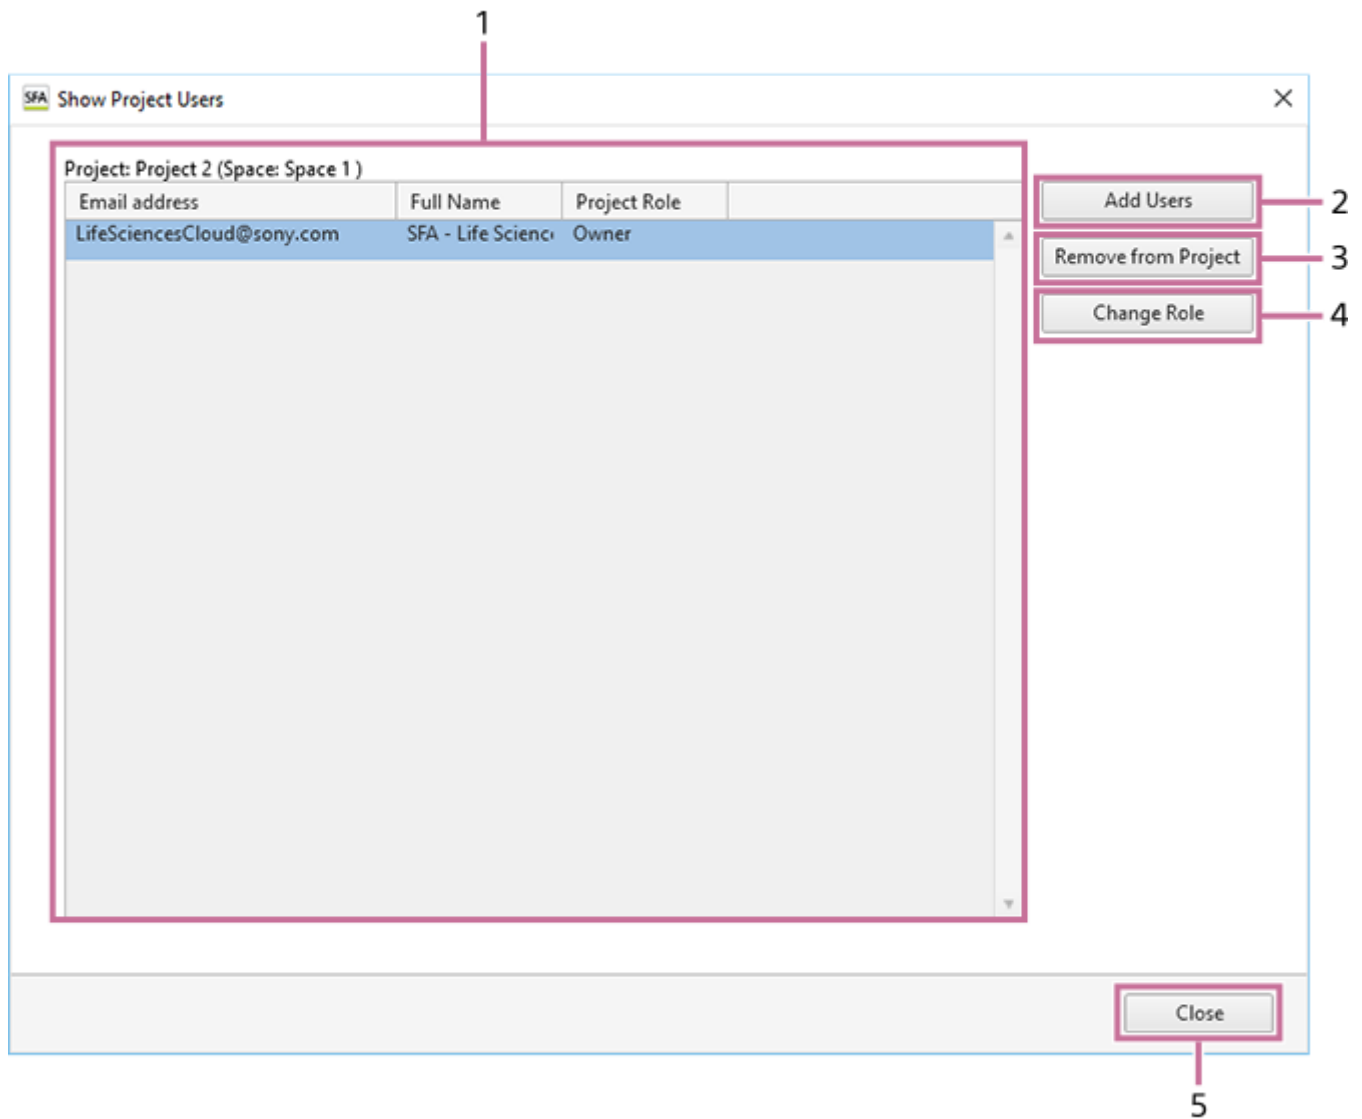 1
SFA Show Project Users
Project: Project 2 (Space: Space 1 )
Email address Full Name Project Role
LifeSciencesCloud@sony.com SFA - Life Scienc Owner
Add Users 2
Remove from Project 3
Change Role 4
Close
5